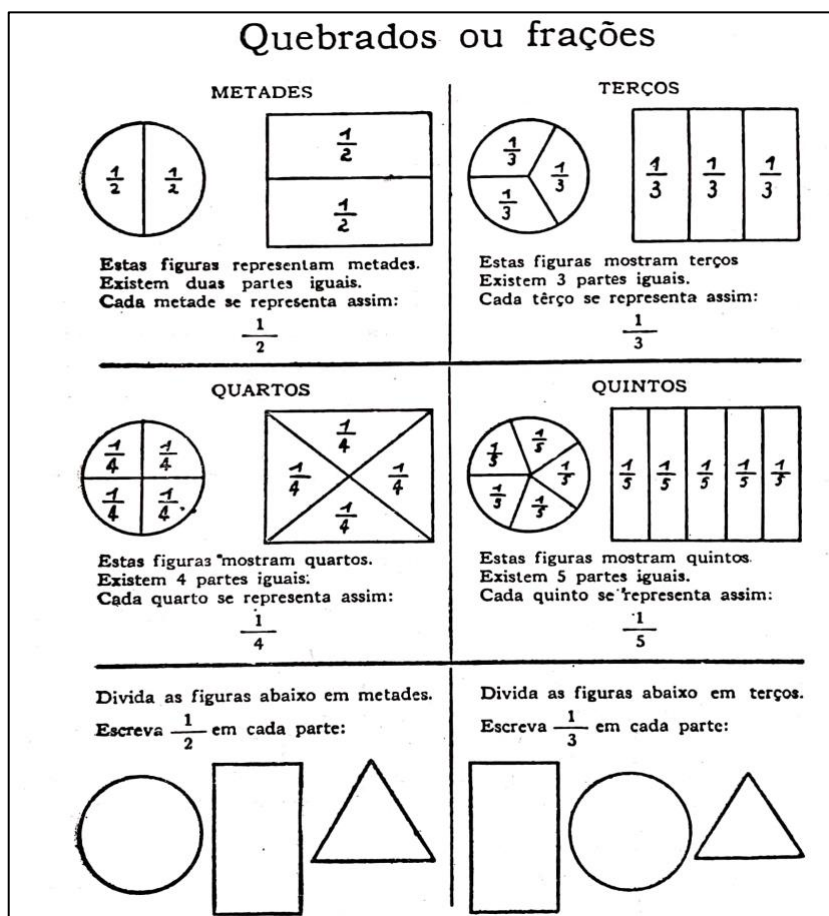 Quebrados ou frações
METADES
1/2 1/2
1/2
1/2
Estas figuras representam metades.
Existem duas partes iguais.
Cada metade se representa assim:
1/2
TERÇOS
1/3 1/3 1/3
1/3 1/3 1/3
Estas figuras mostram terços
Existem 3 partes iguais.
Cada têrço se representa assim:
1/3
QUARTOS
1/4 1/4
1/4 1/4
1/4
1/4 1/4
1/4
Estas figuras mostram quartos.
Existem 4 partes iguais.
Cada quarto se representa assim:
1/4
QUINTOS
1/5 1/5 1/5 1/5 1/5
1/5 1/5 1/5 1/5 1/5
Estas figuras mostram quintos.
Existem 5 partes iguais.
Cada quinto se representa assim:
1/5
Divida as figuras abaixo em metades.
Escreva 1/2 em cada parte:
Divida as figuras abaixo em terços.
Escreva 1/3 em cada parte: